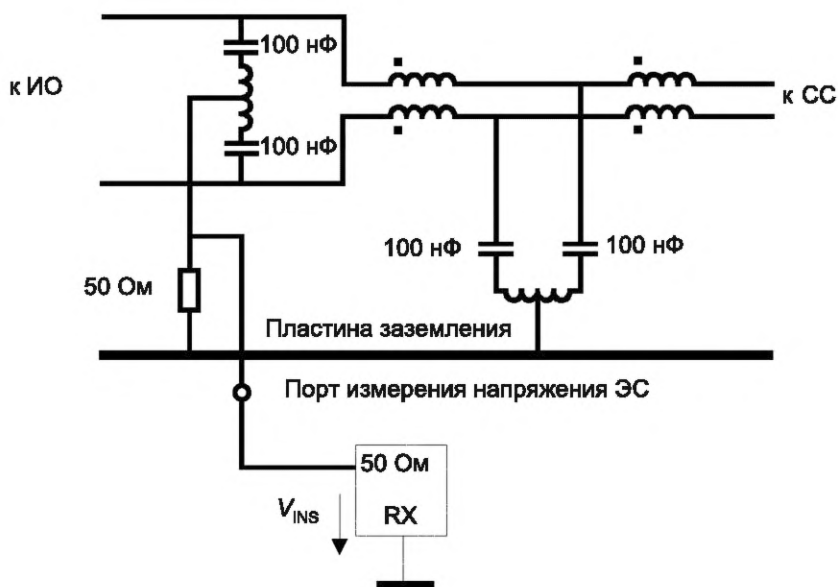 100 нФ
к ИО
к СС
100 нФ
100 нФ
100 нФ
50 Ом
Пластина заземления
Порт измерения напряжения ЭС
50 Ом
VINS
RX